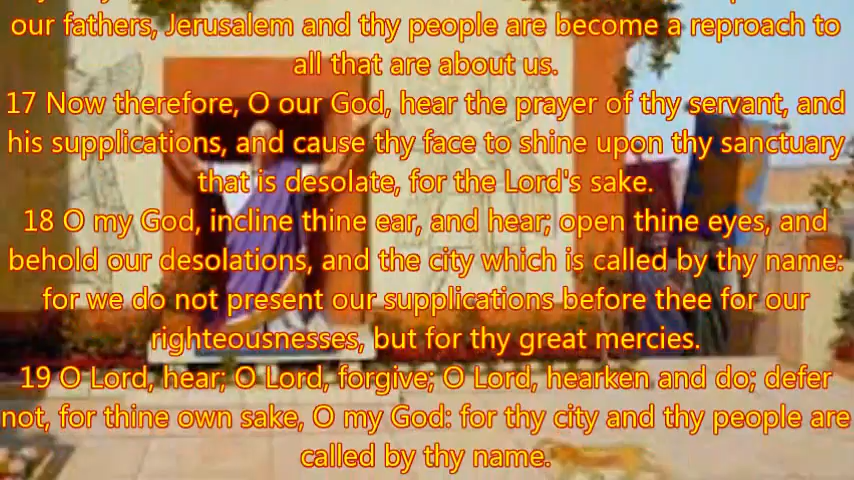 our fathers, Jerusalem and thy people are become a reproach to
all that are about us.
17 Now therefore, O our God, hear the prayer of thy servant, and
his supplications, and cause thy face to shine upon thy sanctuary
that is desolate, for the Lord's sake.
18 O my God, incline thine ear, and hear; open thine eyes, and
behold our desolations, and the city which is called by thy name:
for we do not present our supplications before thee for our
righteousnesses, but for thy great mercies.
19 O Lord, hear; O Lord, forgive; O Lord, hearken and do; defer
not, for thine own sake, O my God: for thy city and thy people are
called by thy name.